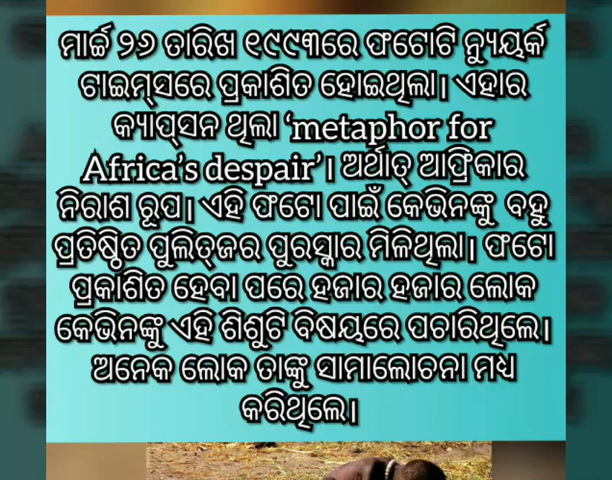 ମାର୍ଚ୍ଚ ୨୬ ତାରିଖ ୧୯୯୩ରେ ଫଟୋଟି ନ୍ୟୁୟର୍କ
ଟାଇମ୍‌ସରେ ପ୍ରକାଶିତ ହୋଇଥିଲା। ଏହାର
କ୍ୟାପ୍‌ସନ ଥିଲା ‘metaphor for
Africa’s despair’। ଅର୍ଥାତ୍ ଆଫ୍ରିକାର
ନିରାଶ ରୂପ। ଏହି ଫଟୋ ପାଇଁ କେଭିନଙ୍କୁ ବହୁ
ପ୍ରତିଷ୍ଠିତ ପୁଲିତ୍‌ଜର ପୁରସ୍କାର ମିଳିଥିଲା। ଫଟୋ
ପ୍ରକାଶିତ ହେବା ପରେ ହଜାର ହଜାର ଲୋକ
କେଭିନଙ୍କୁ ଏହି ଶିଶୁଟି ବିଷୟରେ ପଚାରିଥିଲେ।
ଅନେକ ଲୋକ ତାଙ୍କୁ ସାମାଲୋଚନା ମଧ୍ୟ
କରିଥିଲେ।